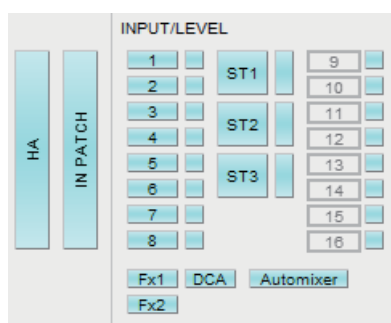 INPUT/LEVEL
HA
IN PATCH
1
2
3
4
5
6
7
8
ST1
ST2
ST3
9
10
11
12
13
14
15
16
Fx1 DCA Automixer
Fx2